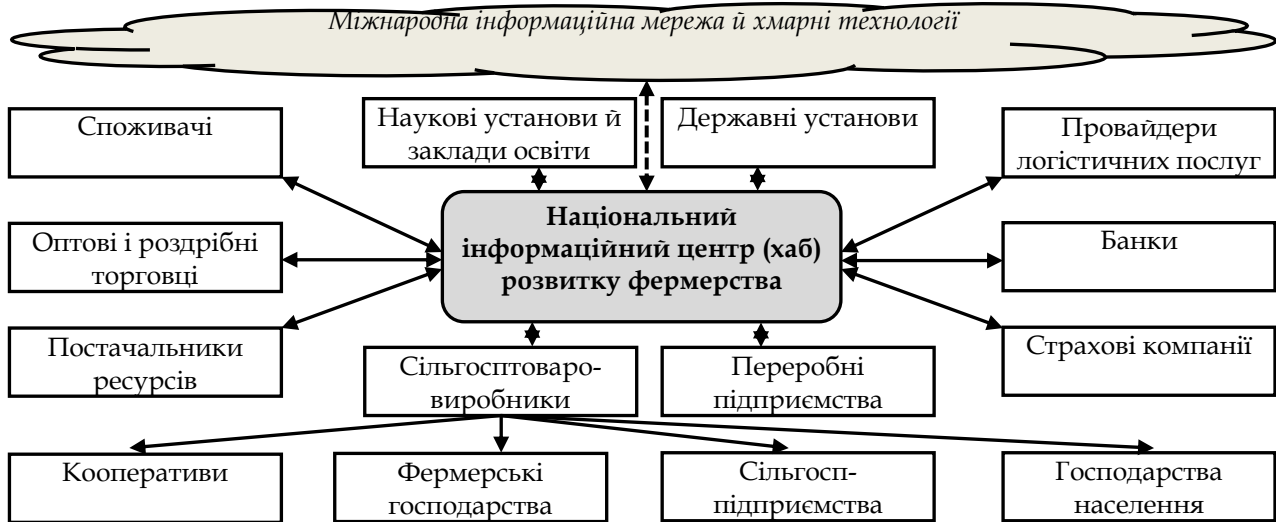 Міжнародна інформаційна мережа й хмарні технології
Споживачі
Наукові установи й
заклади освіти
Державні установи
Провайдери
логістичних послуг
Оптові і роздрібні
торговці
Національний
інформаційний центр (хаб)
розвитку фермерства
Банки
Постачальники
ресурсів
Сільгосптоваро-
виробники
Переробні
підприємства
Страхові компанії
Кооперативи
Фермерські
господарства
Сільгосп-
підприємства
Господарства
населення